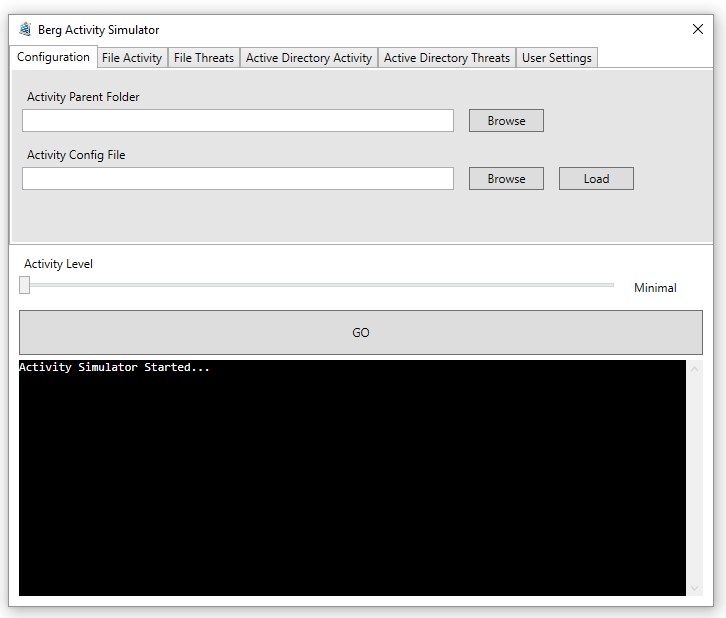 Berg Activity Simulator
Configuration File Activity File Threats Active Directory Activity Active Directory Threats User Settings
Activity Parent Folder
Browse
Activity Config File
Browse Load
Activity Level
Minimal
GO
Activity Simulator Started...